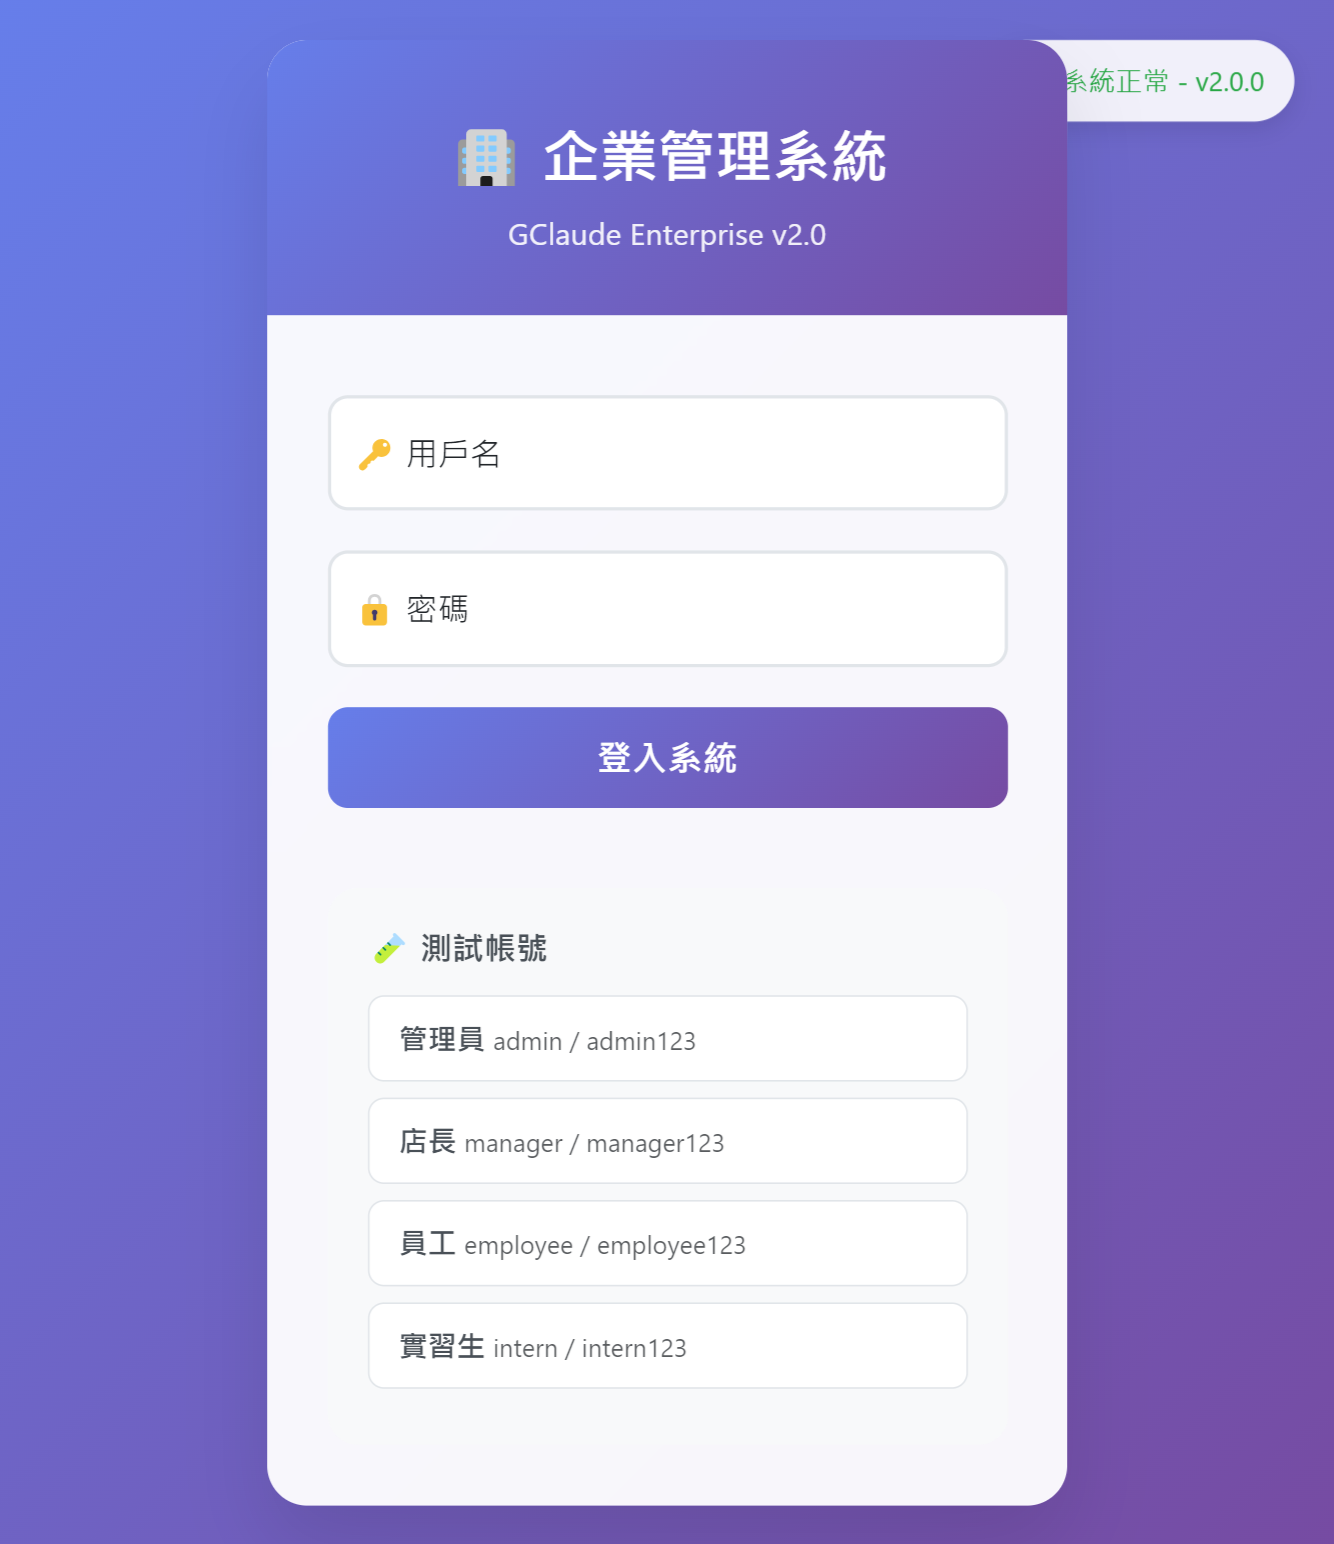 企業管理系統
系統正常 - v2.0.0
GClaude Enterprise v2.0
用戶名
密碼
登入系統
測試帳號
管理員 admin / admin123
店長 manager / manager123
員工 employee / employee123
實習生 intern / intern123